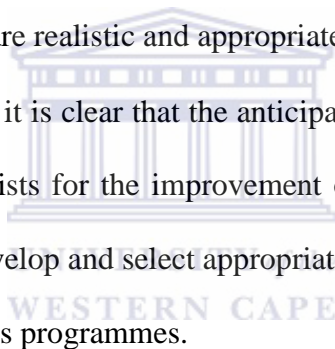 are realistic and appropriate
it is clear that the anticipa
ists for the improvement
UNIVERSITY of the
velop and select appropriat
WESTERN CAPE
s programmes.